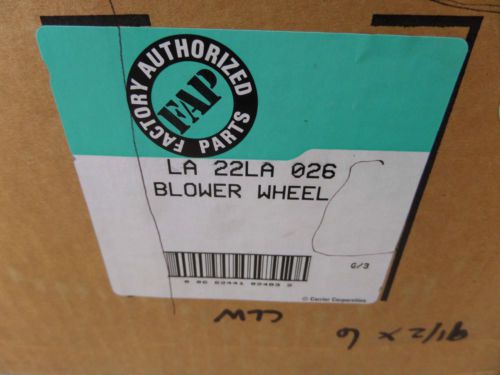 FACTORY AUTHORIZED PARTS
FAP
LA 22LA 026
BLOWER WHEEL
G/3
© Carrier Corporation
CCW
9 1/2 x 6